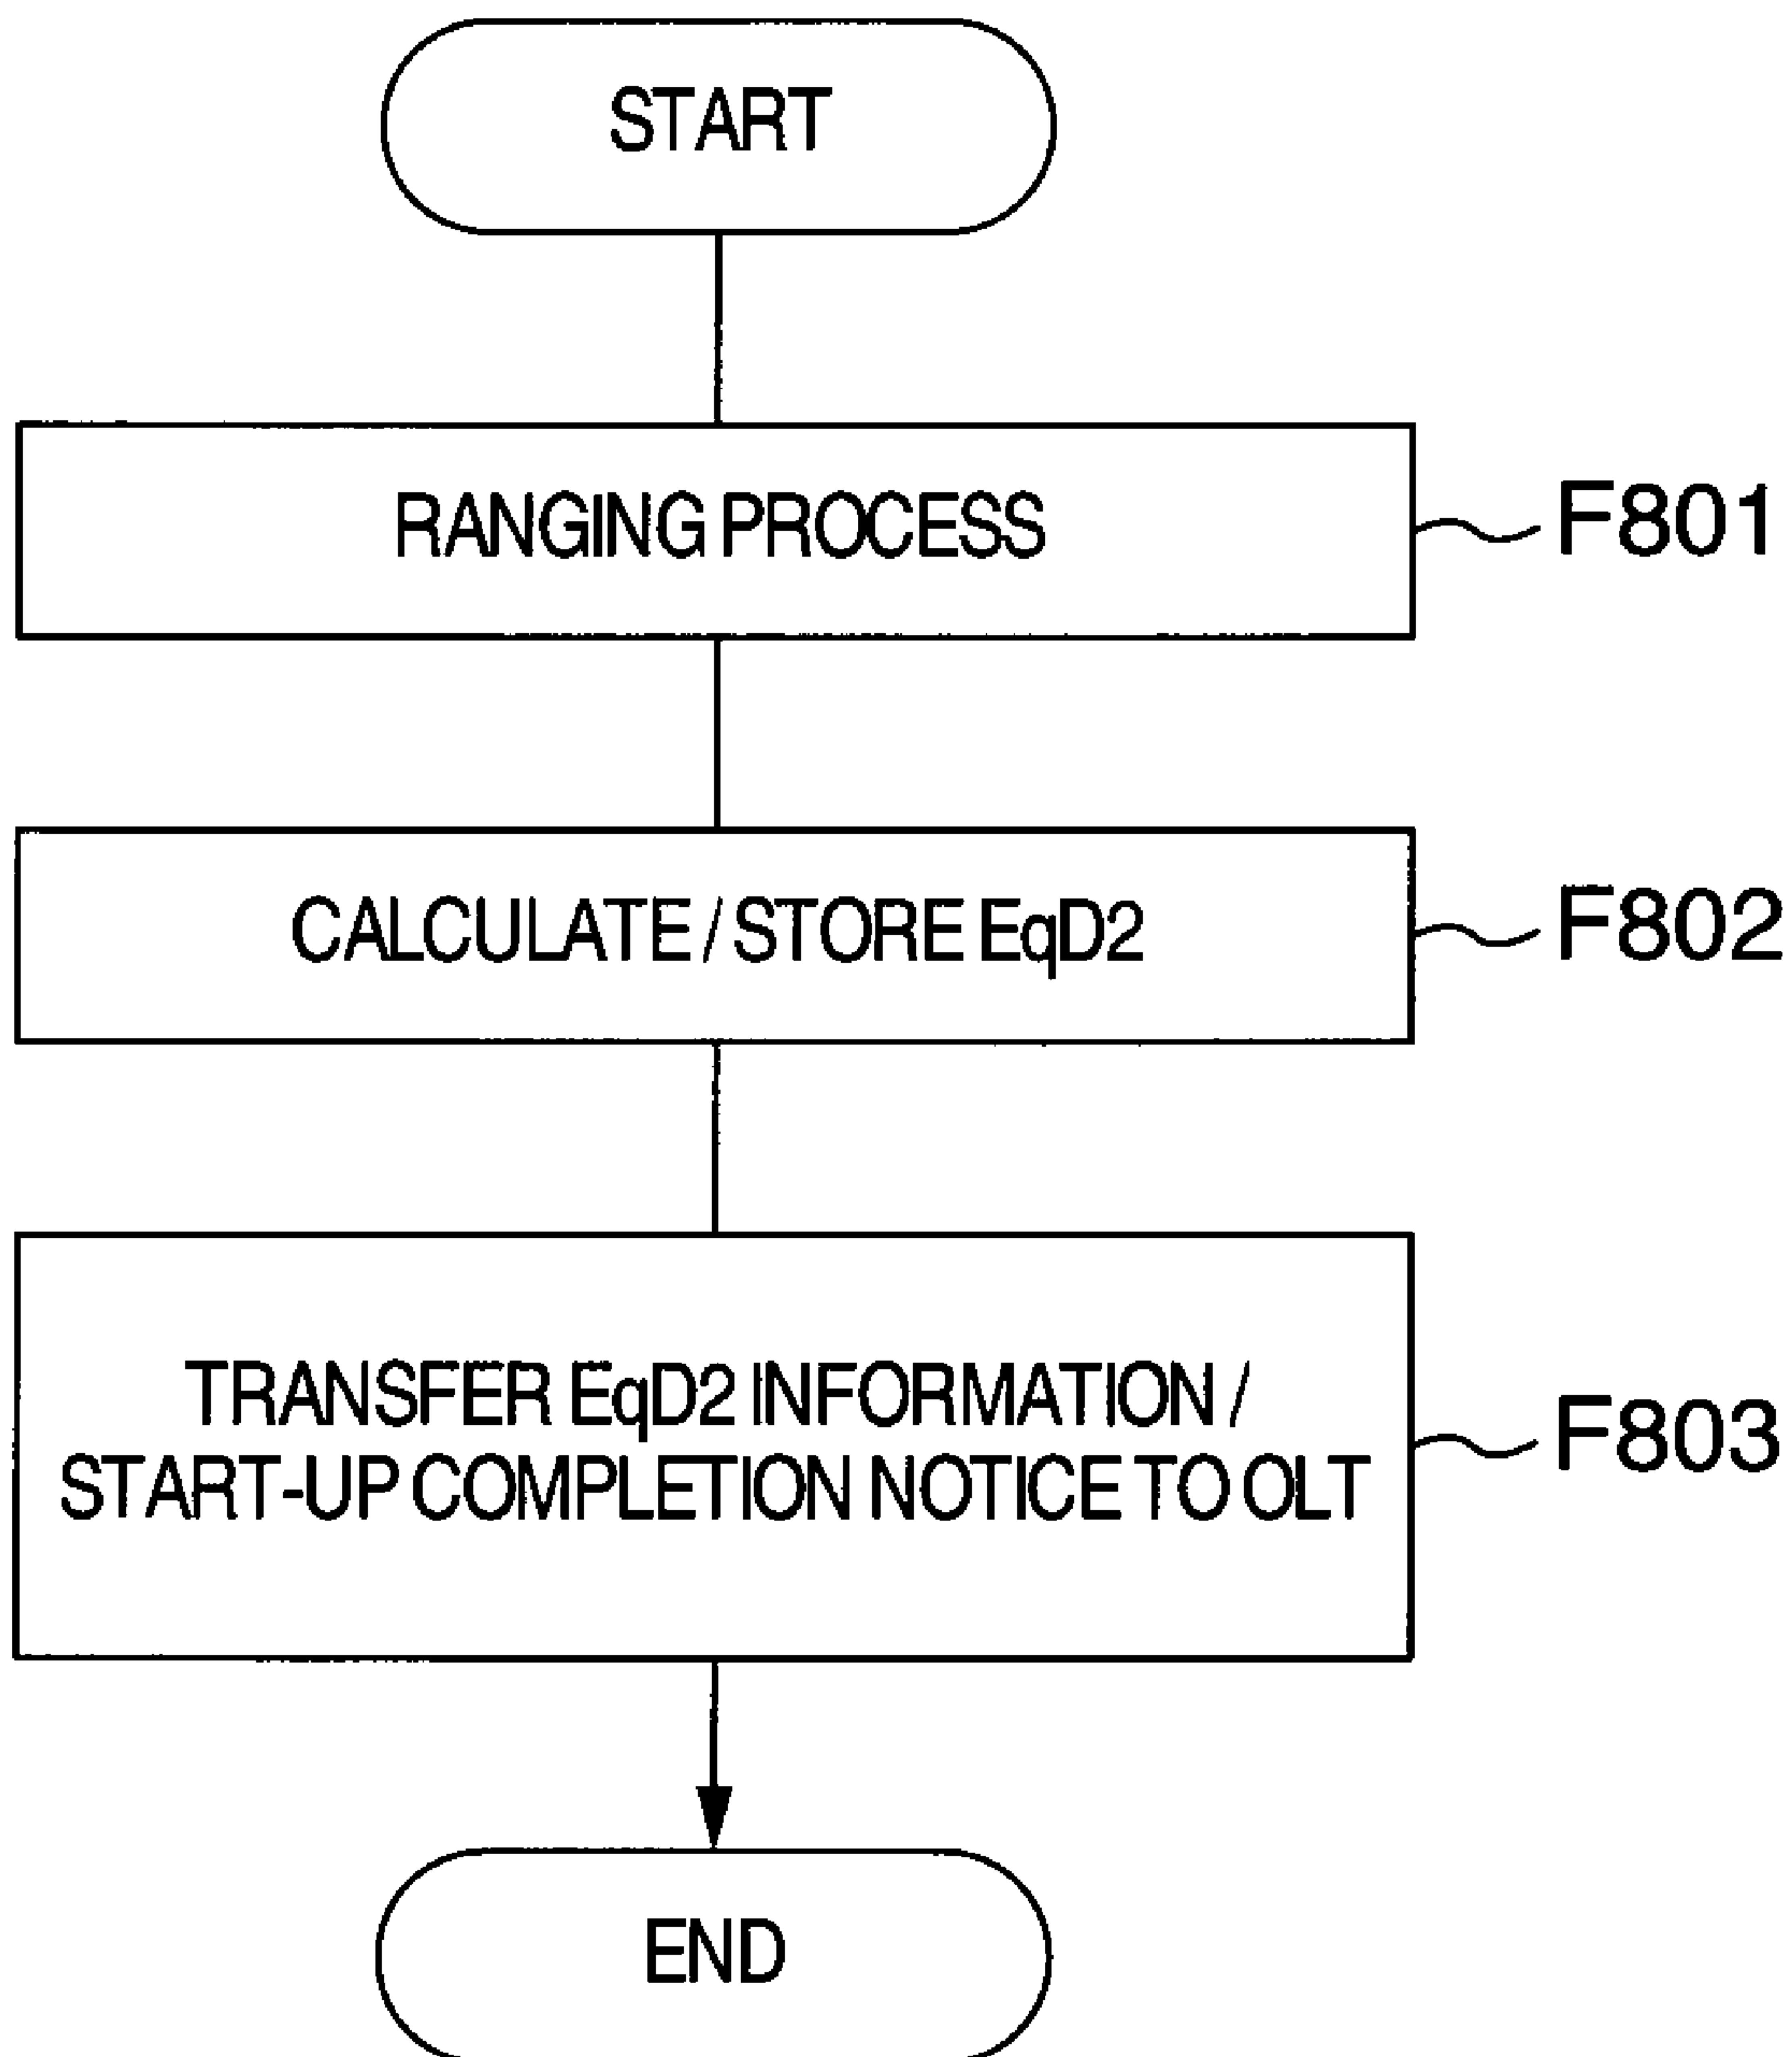 START
RANGING PROCESS
F801
CALCULATE / STORE EqD2
F802
TRANSFER EqD2 INFORMATION /
START-UP COMPLETION NOTICE TO OLT
F803
END